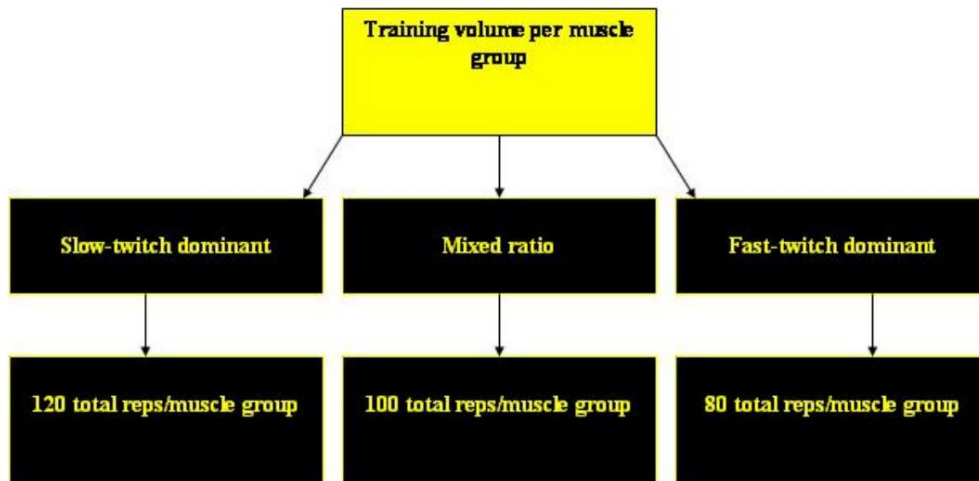 Training volume per muscle
group
Slow-twitch dominant
Mixed ratio
Fast-twitch dominant
120 total reps/muscle group
100 total reps/muscle group
80 total reps/muscle group